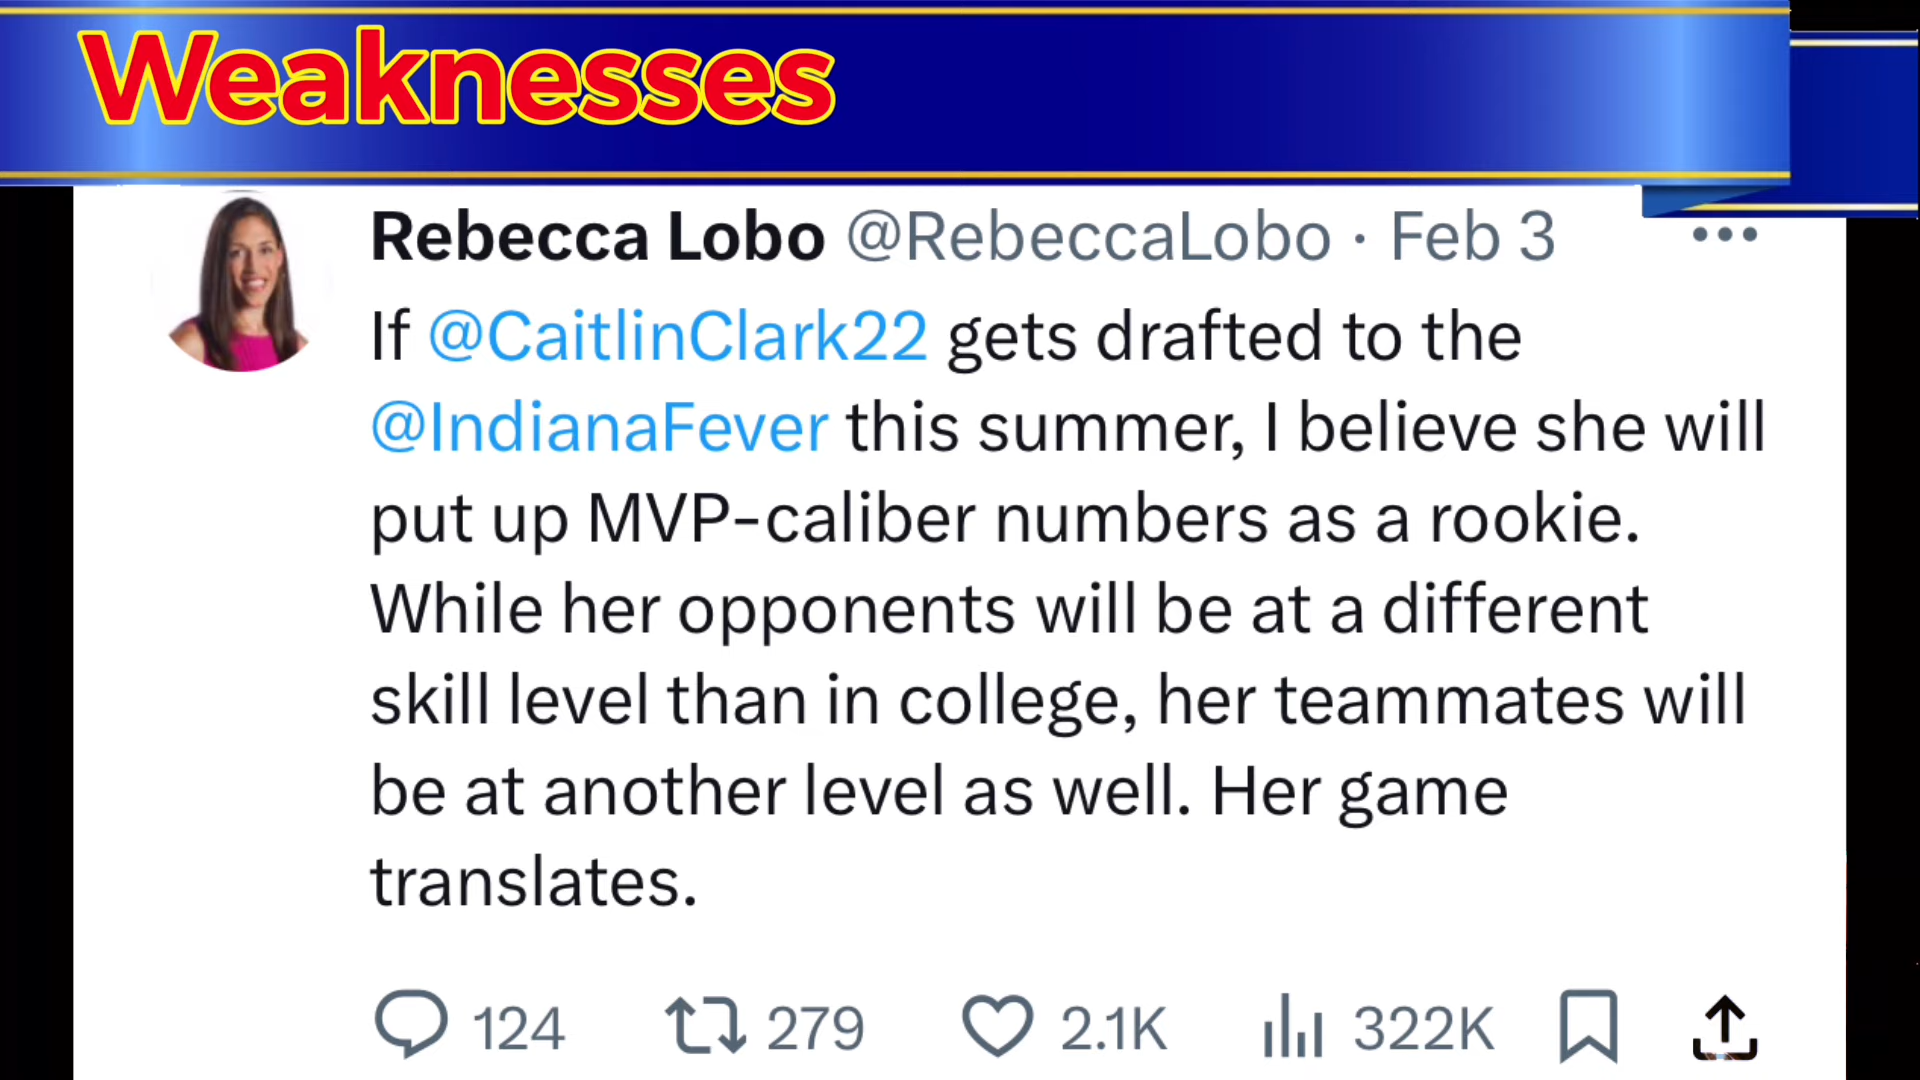 Weaknesses
Rebecca Lobo @RebeccaLobo · Feb 3
If @CaitlinClark22 gets drafted to the
@IndianaFever this summer, I believe she will
put up MVP-caliber numbers as a rookie.
While her opponents will be at a different
skill level than in college, her teammates will
be at another level as well. Her game
translates.
124 279 2.1K 322K